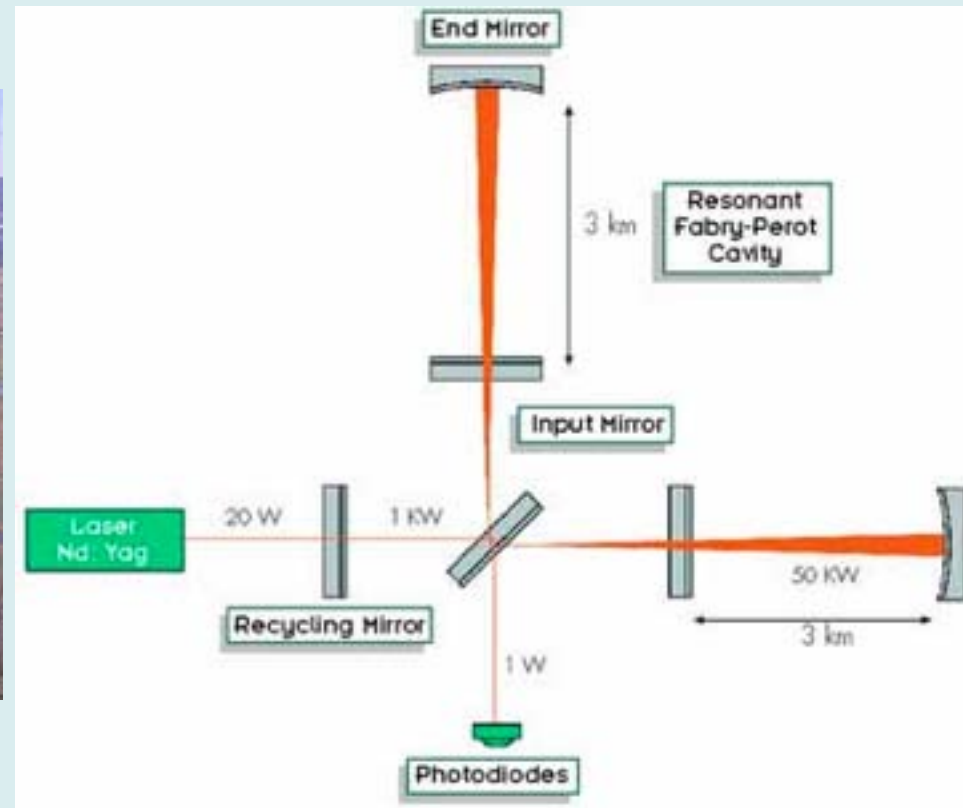 End Mirror
3 km
Resonant
Fabry-Perot
Cavity
Input Mirror
Laser
Nd: Yag
20 W
1 KW
50 KW
3 km
Recycling Mirror
1 W
Photodiodes